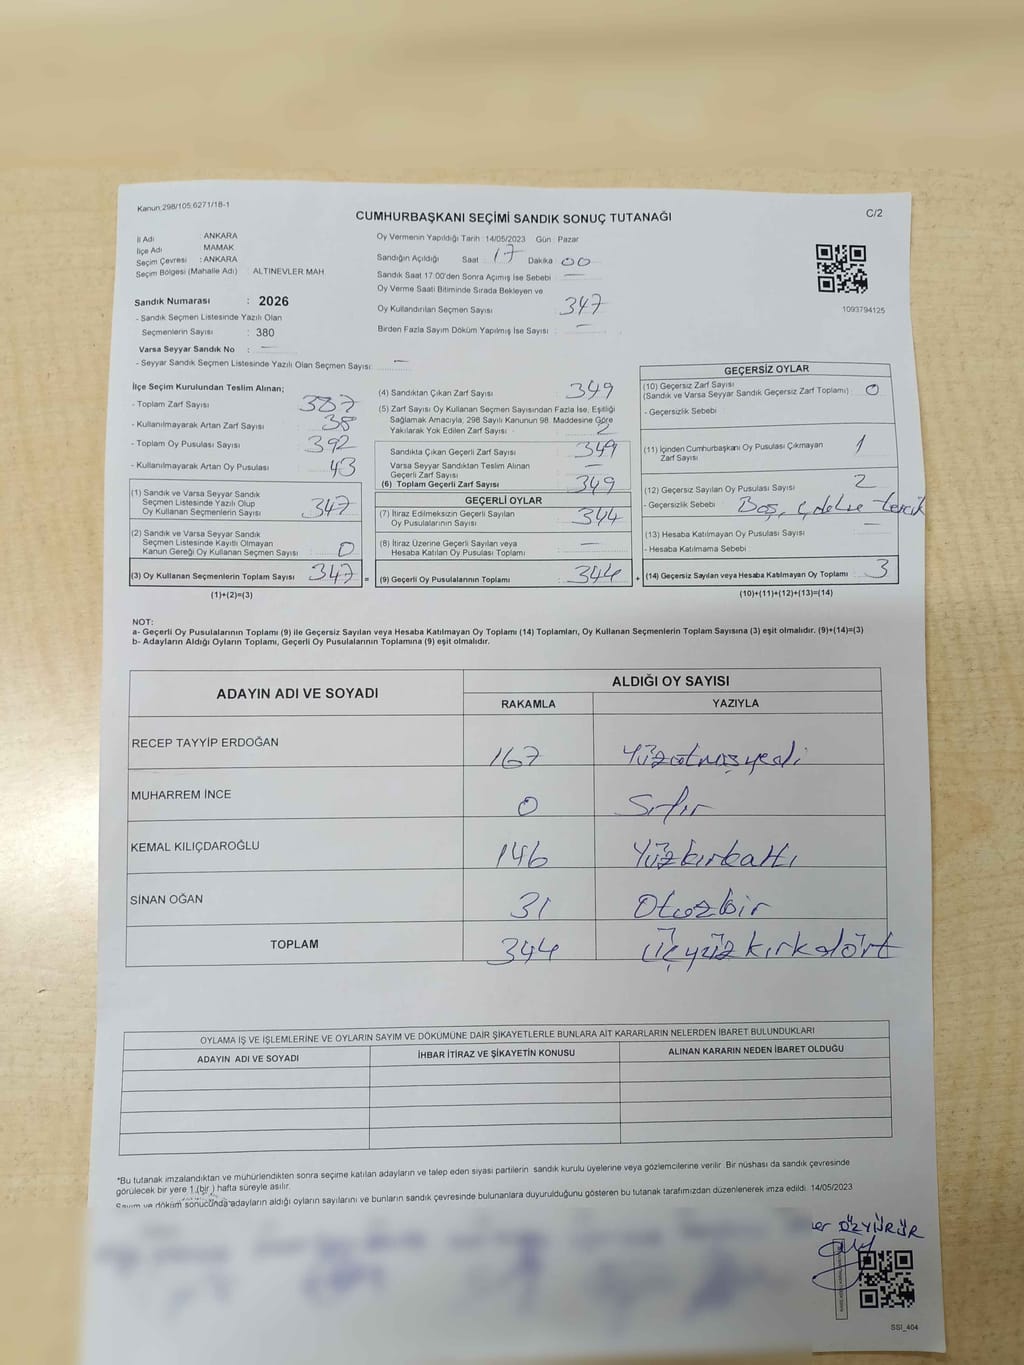 Kanun:298/105;6271/18-1
CUMHURBAŞKANI SEÇİMİ SANDIK SONUÇ TUTANAĞI
C/2
İl Adı : ANKARA
İlçe Adı : MAMAK
Seçim Çevresi : ANKARA
Seçim Bölgesi (Mahalle Adı) : ALTINEVLER MAH
Sandık Numarası : 2026
- Sandık Seçmen Listesinde Yazılı Olan
Seçmenlerin Sayısı : 380
Varsa Seyyar Sandık No : —
- Seyyar Sandık Seçmen Listesinde Yazılı Olan Seçmen Sayısı: —
Oy Vermenin Yapıldığı Tarih :14/05/2023 Gün : Pazar
Sandığın Açıldığı Saat 17 Dakika 00
Sandık Saat 17:00'den Sonra Açımış İse Sebebi : —
Oy Verme Saati Bitiminde Sırada Bekleyen ve
Oy Kullandırılan Seçmen Sayısı : 347
Birden Fazla Sayım Döküm Yapılmış İse Sayısı : —
1093794125
İlçe Seçim Kurulundan Teslim Alınan;
- Toplam Zarf Sayısı : 387
- Kullanılmayarak Artan Zarf Sayısı : 38
- Toplam Oy Pusulası Sayısı : 392
- Kullanılmayarak Artan Oy Pusulası : 43
(1) Sandık ve Varsa Seyyar Sandık
Seçmen Listesinde Yazılı Olup
Oy Kullanan Seçmenlerin Sayısı : 347
(2) Sandık ve Varsa Seyyar Sandık
Seçmen Listesinde Kayıtlı Olmayan
Kanun Gereği Oy Kullanan Seçmen Sayısı : 0
(3) Oy Kullanan Seçmenlerin Toplam Sayısı : 347 =
(1)+(2)=(3)
(4) Sandıktan Çıkan Zarf Sayısı : 349
(5) Zarf Sayısı Oy Kullanan Seçmen Sayısından Fazla İse, Eşitliği
Sağlamak Amacıyla, 298 Sayılı Kanunun 98. Maddesine Göre
Yakılarak Yok Edilen Zarf Sayısı : 2
Sandıkta Çıkan Geçerli Zarf Sayısı : 349
Varsa Seyyar Sandıktan Teslim Alınan
Geçerli Zarf Sayısı : —
(6) Toplam Geçerli Zarf Sayısı : 349
GEÇERLİ OYLAR
(7) İtiraz Edilmeksizin Geçerli Sayılan
Oy Pusulalarının Sayısı : 344
(8) İtiraz Üzerine Geçerli Sayılan veya
Hesaba Katılan Oy Pusulası Toplamı : —
(9) Geçerli Oy Pusulalarının Toplamı : 344 +
GEÇERSİZ OYLAR
(10) Geçersiz Zarf Sayısı
(Sandık ve Varsa Seyyar Sandık Geçersiz Zarf Toplamı) : 0
- Geçersizlik Sebebi :
(11) İçinden Cumhurbaşkanı Oy Pusulası Çıkmayan
Zarf Sayısı : 1
(12) Geçersiz Sayılan Oy Pusulası Sayısı : 2
- Geçersizlik Sebebi : Boş,
(13) Hesaba Katılmayan Oy Pusulası Sayısı : —
- Hesaba Katılmama Sebebi :
(14) Geçersiz Sayılan veya Hesaba Katılmayan Oy Toplamı : 3
(10)+(11)+(12)+(13)=(14)
NOT:
a- Geçerli Oy Pusulalarının Toplamı (9) ile Geçersiz Sayılan veya Hesaba Katılmayan Oy Toplamı (14) Toplamları, Oy Kullanan Seçmenlerin Toplam Sayısına (3) eşit olmalıdır. (9)+(14)=(3)
b- Adayların Aldığı Oyların Toplamı, Geçerli Oy Pusulalarının Toplamına (9) eşit olmalıdır.
ADAYIN ADI VE SOYADI ALDIĞI OY SAYISI
RAKAMLA YAZIYLA
RECEP TAYYİP ERDOĞAN 167 Yüzatmışyedi
MUHARREM İNCE 0 Sıfır
KEMAL KILIÇDAROĞLU 146 Yüzkırkaltı
SİNAN OĞAN 31 Otuzbir
TOPLAM 344 Üçyüzkırkdört
OYLAMA İŞ VE İŞLEMLERİNE VE OYLARIN SAYIM VE DÖKÜMÜNE DAİR ŞİKAYETLERLE BUNLARA AİT KARARLARIN NELERDEN İBARET BULUNDUKLARI
ADAYIN ADI VE SOYADI İHBAR İTİRAZ VE ŞİKAYETİN KONUSU ALINAN KARARIN NEDEN İBARET OLDUĞU
*Bu tutanak imzalandıktan ve mühürlendikten sonra seçime katılan adayların ve talep eden siyasi partilerin sandık kurulu üyelerine veya gözlemcilerine verilir. Bir nüshası da sandık çevresinde
görülecek bir yere 1 (bir) hafta süreyle asılır.
Sayım ve döküm sonucunda adayların aldığı oyların sayılarını ve bunların sandık çevresinde bulunanlara duyurulduğunu gösteren bu tutanak tarafımızdan düzenlenerek imza edildi. 14/05/2023
er ÖZYÜRÜR
SSI_404